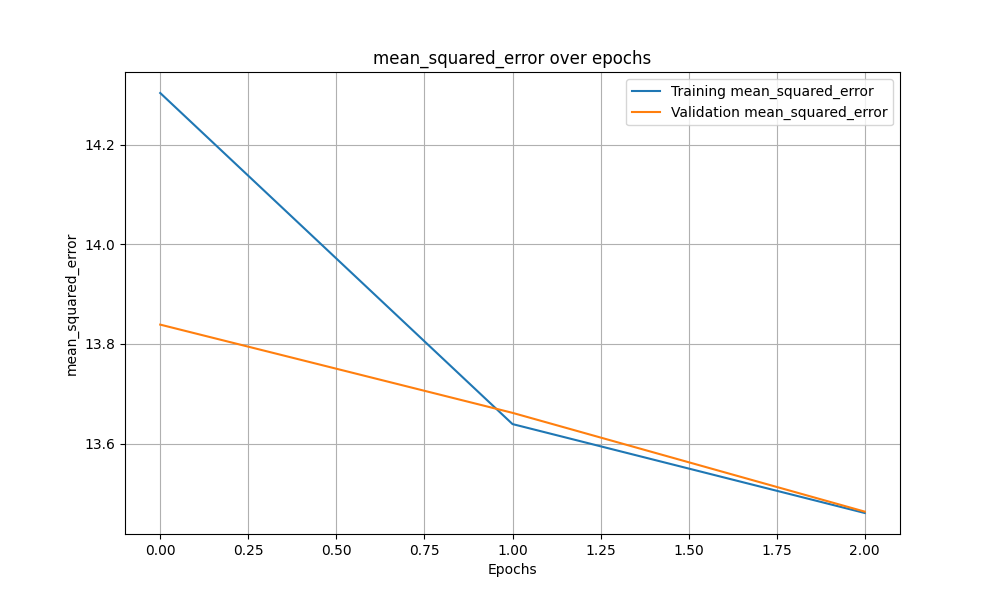 mean_squared_error over epochs
Training mean_squared_error
Validation mean_squared_error
14.2
14.0
13.8
13.6
mean_squared_error
0.00 0.25 0.50 0.75 1.00 1.25 1.50 1.75 2.00
Epochs